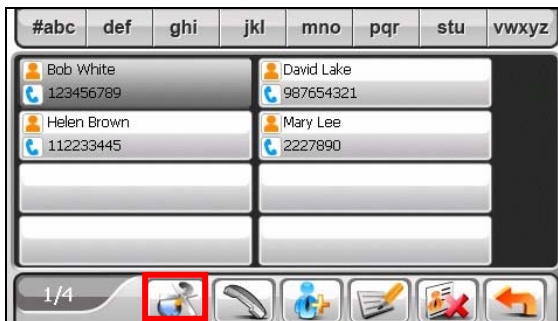 #abc def ghi jkl mno pqr stu vwxyz
Bob White
123456789
David Lake
987654321
Helen Brown
112233445
Mary Lee
2227890
1/4